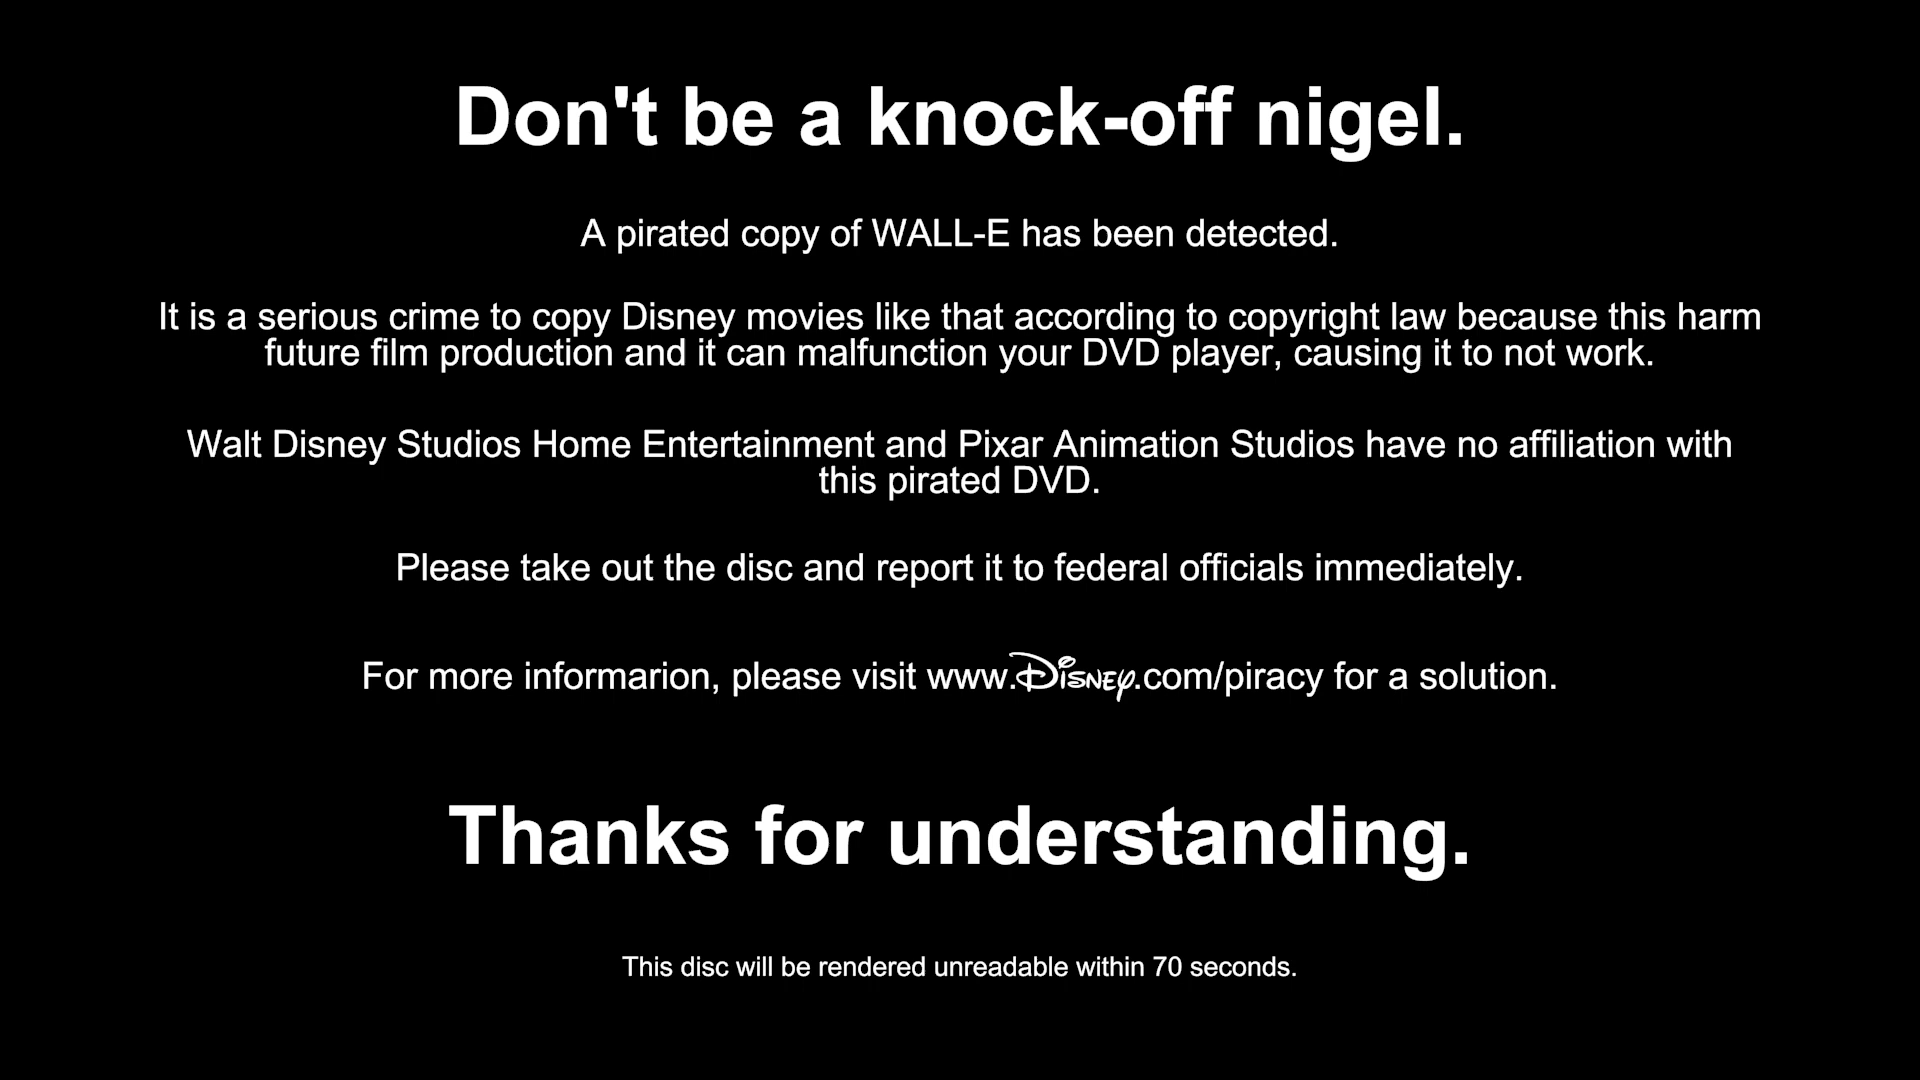 Don't be a knock-off nigel.
A pirated copy of WALL-E has been detected.
It is a serious crime to copy Disney movies like that according to copyright law because this harm
future film production and it can malfunction your DVD player, causing it to not work.
Walt Disney Studios Home Entertainment and Pixar Animation Studios have no affiliation with
this pirated DVD.
Please take out the disc and report it to federal officials immediately.
For more informarion, please visit www.Disney.com/piracy for a solution.
Thanks for understanding.
This disc will be rendered unreadable within 70 seconds.